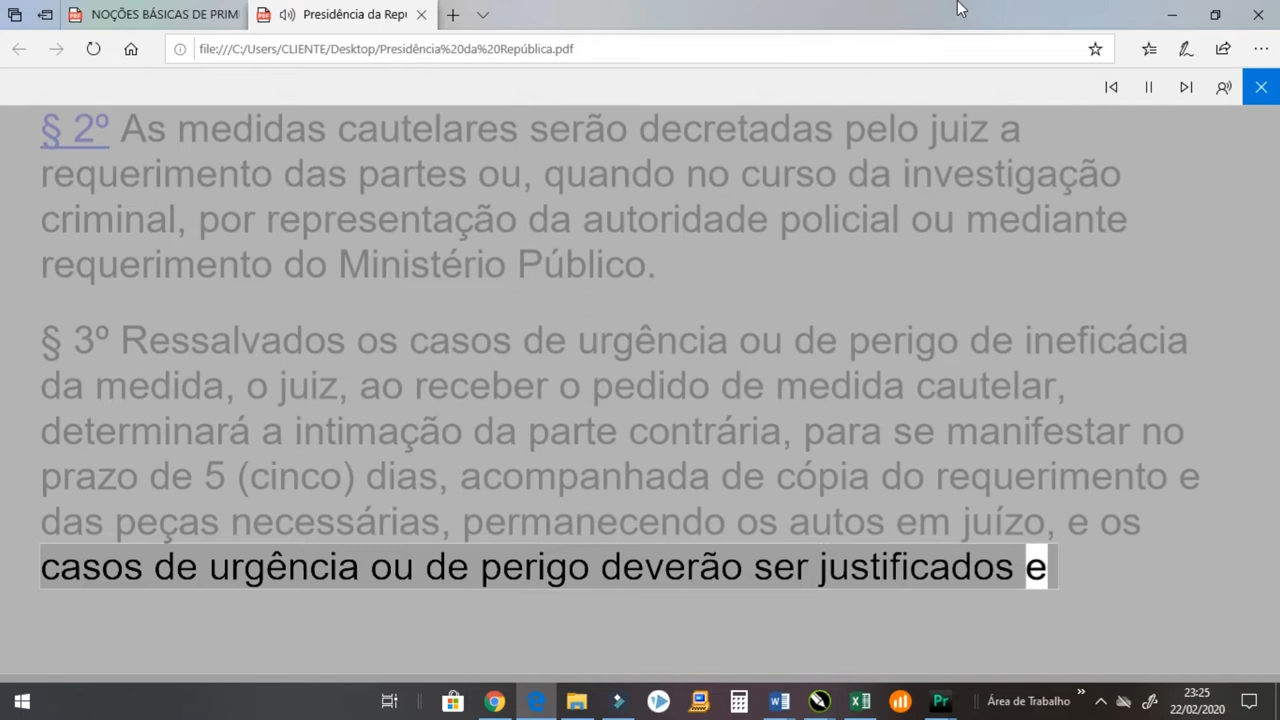 NOÇÕES BÁSICAS DE PRIM
Presidência da Repú
file:///C:/Users/CLIENTE/Desktop/Presidência%20da%20República.pdf
§ 2º As medidas cautelares serão decretadas pelo juiz a
requerimento das partes ou, quando no curso da investigação
criminal, por representação da autoridade policial ou mediante
requerimento do Ministério Público.
§ 3º Ressalvados os casos de urgência ou de perigo de ineficácia
da medida, o juiz, ao receber o pedido de medida cautelar,
determinará a intimação da parte contrária, para se manifestar no
prazo de 5 (cinco) dias, acompanhada de cópia do requerimento e
das peças necessárias, permanecendo os autos em juízo, e os
casos de urgência ou de perigo deverão ser justificados e
Área de Trabalho
23:25
22/02/2020